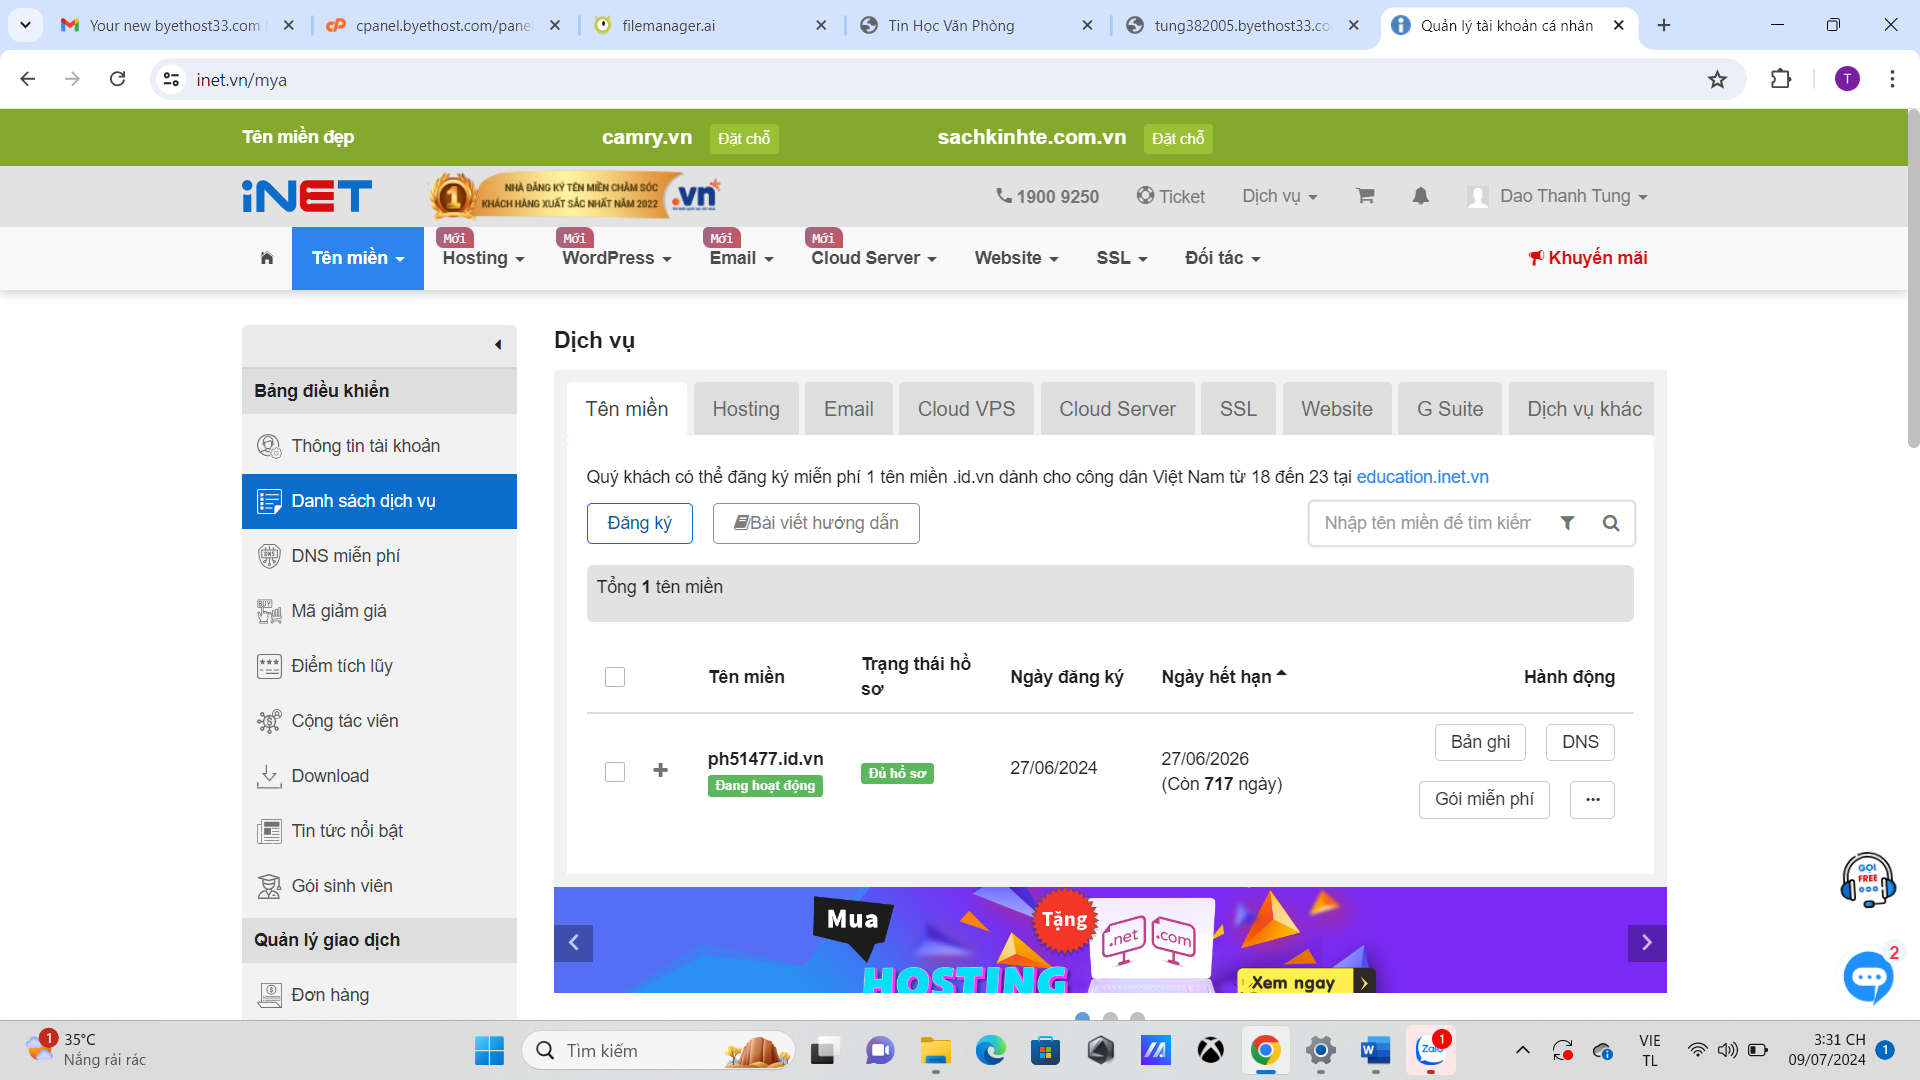 Your new byethost33.com
cpanel.byethost.com/pane
filemanager.ai
Tin Học Văn Phòng
tung382005.byethost33.co
Quản lý tài khoản cá nhân
inet.vn/mya
T
Tên miền đẹp
camry.vn
Đặt chỗ
sachkinhte.com.vn
Đặt chỗ
iNET
1
NHÀ ĐĂNG KÝ TÊN MIỀN CHĂM SÓC
KHÁCH HÀNG XUẤT SẮC NHẤT NĂM 2022
.vn
1900 9250
Ticket
Dịch vụ
Dao Thanh Tung
Tên miền
Mới
Hosting
Mới
WordPress
Mới
Email
Mới
Cloud Server
Website
SSL
Đối tác
Khuyến mãi
Bảng điều khiển
Thông tin tài khoản
Danh sách dịch vụ
DNS miễn phí
Mã giảm giá
Điểm tích lũy
Cộng tác viên
Download
Tin tức nổi bật
Gói sinh viên
Quản lý giao dịch
Đơn hàng
Dịch vụ
Tên miền
Hosting
Email
Cloud VPS
Cloud Server
SSL
Website
G Suite
Dịch vụ khác
Quý khách có thể đăng ký miễn phí 1 tên miền .id.vn dành cho công dân Việt Nam từ 18 đến 23 tại education.inet.vn
Đăng ký
Bài viết hướng dẫn
Nhập tên miền để tìm kiếm
Tổng 1 tên miền
Tên miền
Trạng thái hồ
sơ
Ngày đăng ký
Ngày hết hạn
Hành động
ph51477.id.vn
Đang hoạt động
Đủ hồ sơ
27/06/2024
27/06/2026
(Còn 717 ngày)
Bản ghi
DNS
Gói miễn phí
...
Mua
HOSTING
Tặng
.net
.com
Xem ngay
GỌI
FREE
2
1
35°C
Nắng rải rác
Tìm kiếm
Zalo
1
VIE
TL
3:31 CH
09/07/2024
1